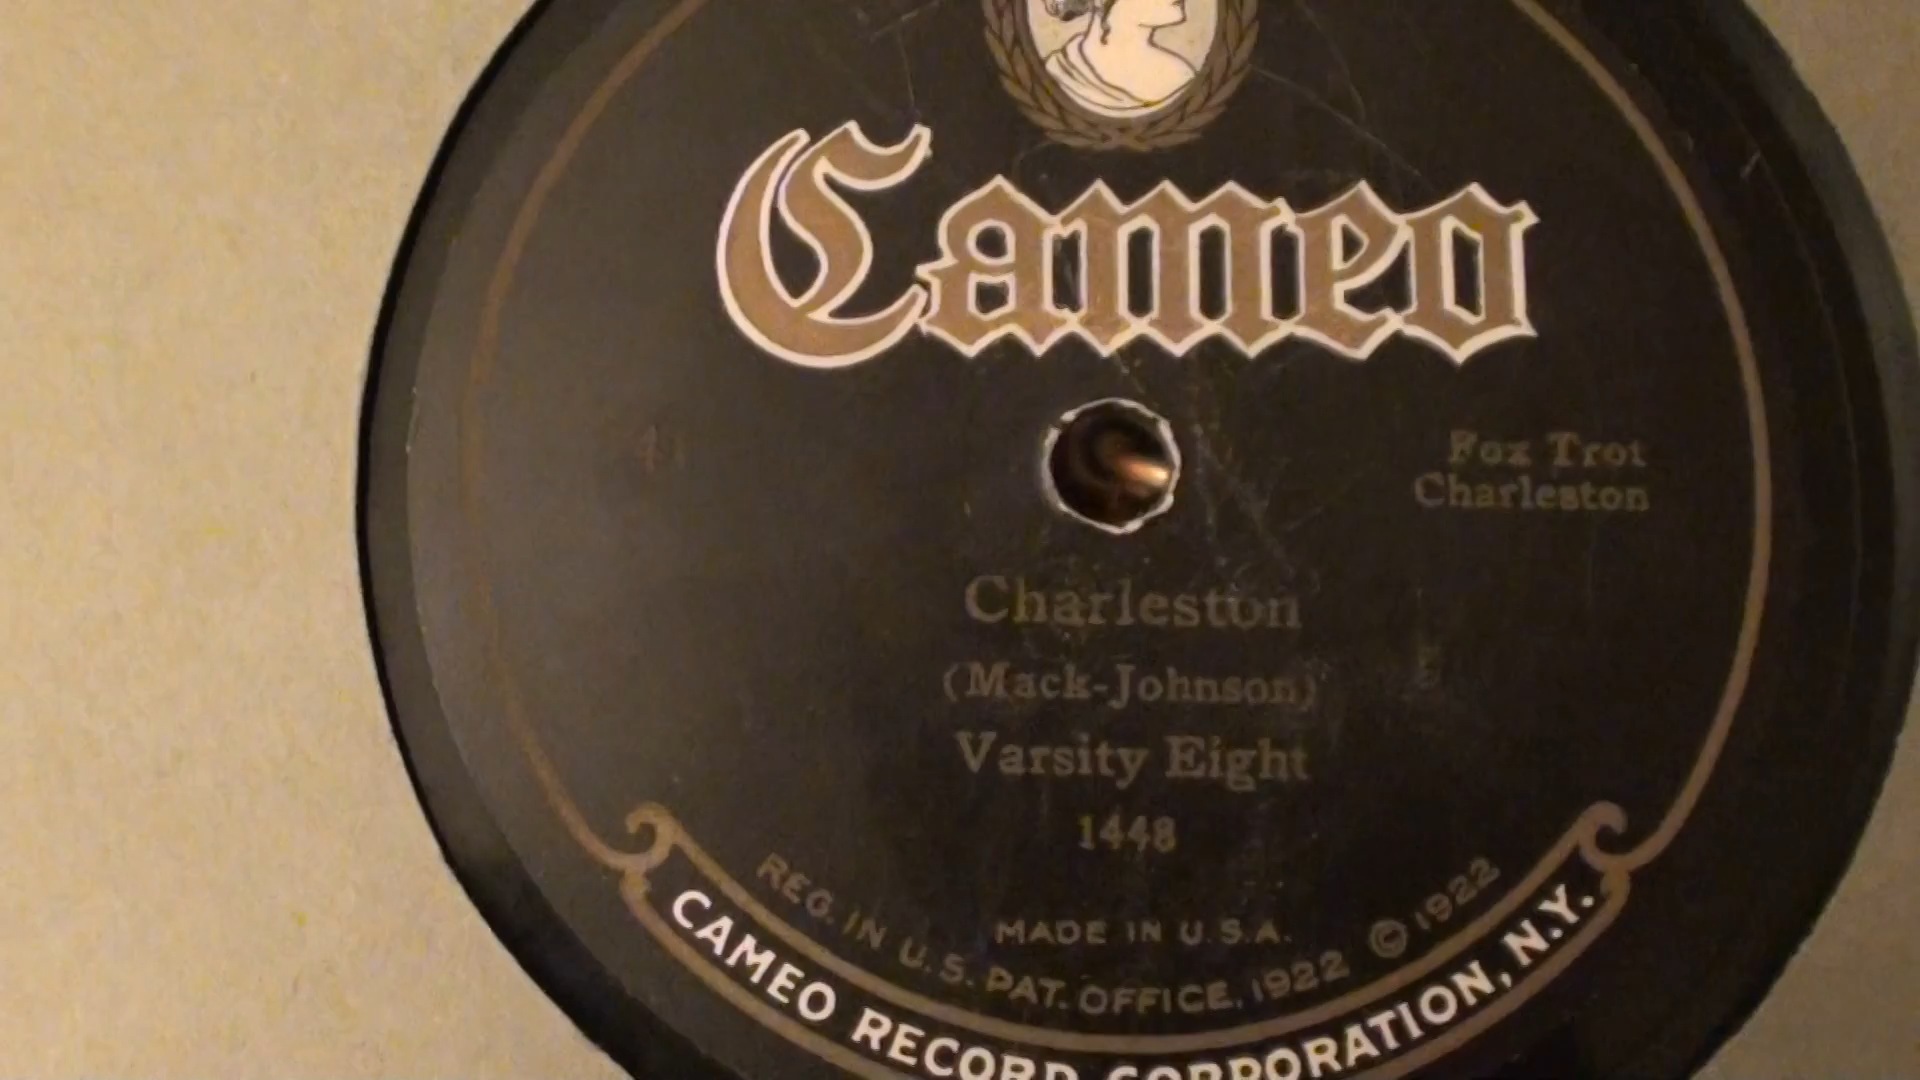 Cameo
Fox Trot
Charleston
Charleston
(Mack-Johnson)
Varsity Eight
1448
MADE IN U.S.A.
REG. IN U.S. PAT. OFFICE, 1922 © 1922
CAMEO RECORD CORPORATION, N.Y.